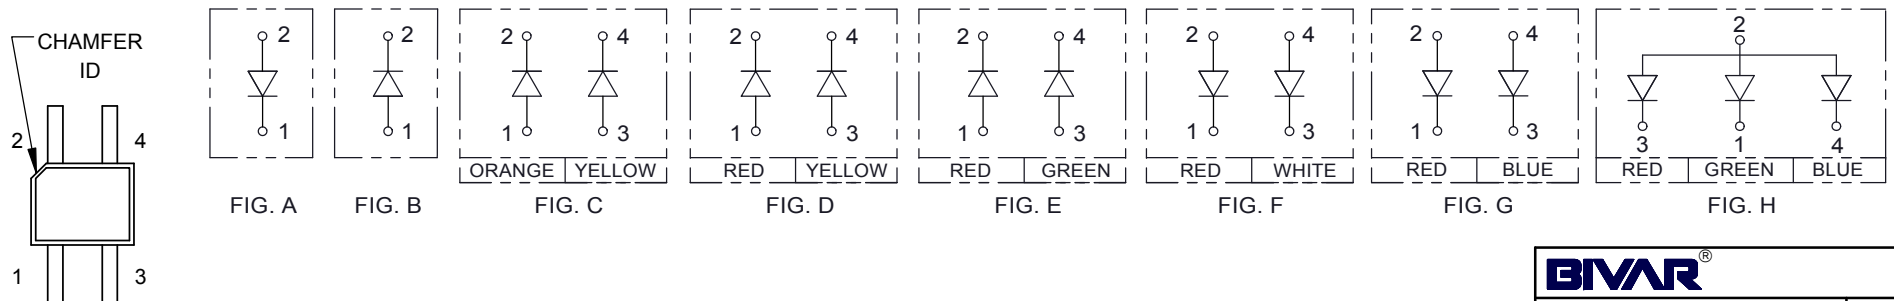 CHAMFER
ID
2 4
1 3
2
1
FIG. A
2
1
FIG. B
2 4
1 3
ORANGE YELLOW
FIG. C
2 4
1 3
RED YELLOW
FIG. D
2 4
1 3
RED GREEN
FIG. E
2 4
1 3
RED WHITE
FIG. F
2 4
1 3
RED BLUE
FIG. G
2
3 1 4
RED GREEN BLUE
FIG. H
BIVAR®